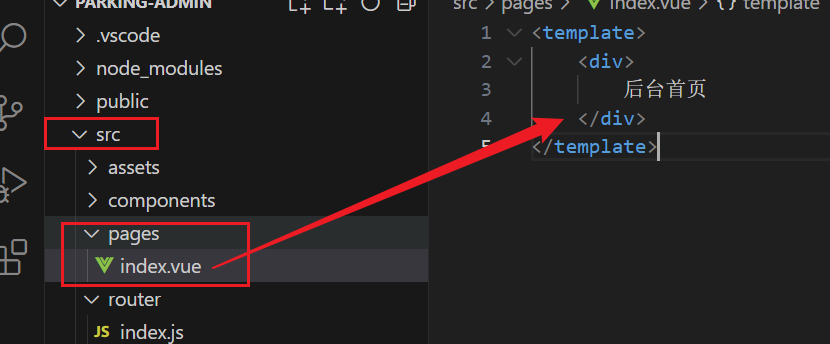 PARKING-ADMIN
.vscode
node_modules
public
src
assets
components
pages
index.vue
router
JS index.js
src > pages > index.vue > {} template
1 <template>
2 <div>
3 后台首页
4 </div>
5 </template>